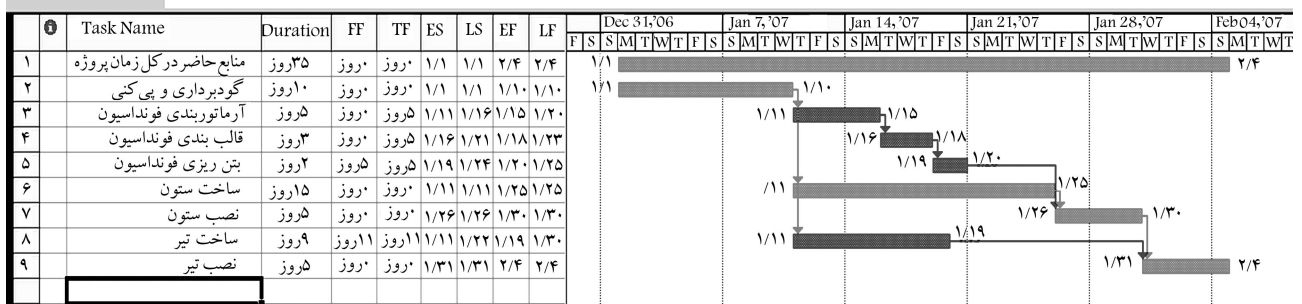 Task Name Duration FF TF ES LS EF LF Dec 31,'06 Jan 7, '07 Jan 14, '07 Jan 21, '07 Jan 28, '07 Feb 04, '07
F S S M T W T F S S M T W T F S S M T W T F S S M T W T F S S M T W T F S S M T W T
۱ منابع حاضر در کل زمان پروژه ۳۵روز ۰روز ۰روز ۱/۱ ۱/۱ ۲/۴ ۲/۴ ۱/۱ ۲/۴
۲ گودبرداری و پی کنی ۱۰روز ۰روز ۰روز ۱/۱ ۱/۱ ۱/۱۰ ۱/۱۰ ۱/۱ ۱/۱۰
۳ آرماتوربندی فونداسیون ۵روز ۰روز ۵روز ۱/۱۱ ۱/۱۶ ۱/۱۵ ۱/۲۰ ۱/۱۱ ۱/۱۵
۴ قالب بندی فونداسیون ۳روز ۰روز ۵روز ۱/۱۶ ۱/۲۱ ۱/۱۸ ۱/۲۳ ۱/۱۶ ۱/۱۸
۵ بتن ریزی فونداسیون ۲روز ۵روز ۵روز ۱/۱۹ ۱/۲۴ ۱/۲۰ ۱/۲۵ ۱/۱۹ ۱/۲۰
۶ ساخت ستون ۱۵روز ۰روز ۰روز ۱/۱۱ ۱/۱۱ ۱/۲۵ ۱/۲۵ /۱۱ ۱/۲۵
۷ نصب ستون ۵روز ۰روز ۰روز ۱/۲۶ ۱/۲۶ ۱/۳۰ ۱/۳۰ ۱/۲۶ ۱/۳۰
۸ ساخت تیر ۹روز ۱۱روز ۱۱روز ۱/۱۱ ۱/۲۲ ۱/۱۹ ۱/۳۰ ۱/۱۱ ۱/۱۹
۹ نصب تیر ۵روز ۰روز ۰روز ۱/۳۱ ۱/۳۱ ۲/۴ ۲/۴ ۱/۳۱ ۲/۴